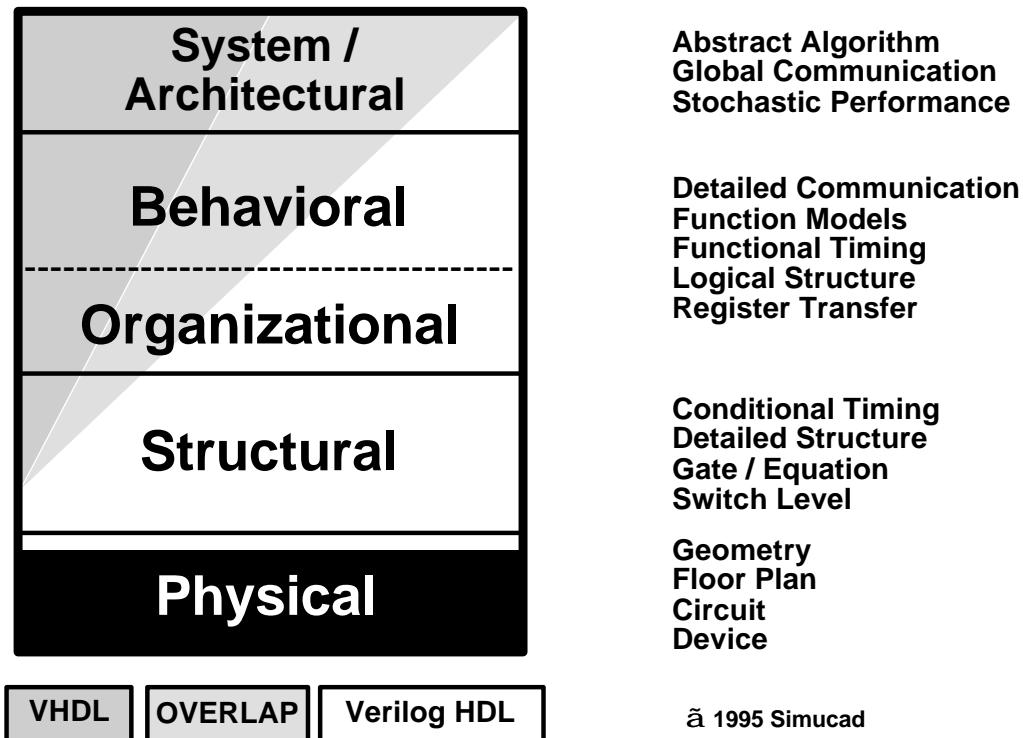 System /
Architectural
Abstract Algorithm
Global Communication
Stochastic Performance
Behavioral
Detailed Communication
Function Models
Functional Timing
Logical Structure
Register Transfer
Organizational
Structural
Conditional Timing
Detailed Structure
Gate / Equation
Switch Level
Physical
Geometry
Floor Plan
Circuit
Device
VHDL
OVERLAP
Verilog HDL
ã 1995 Simucad